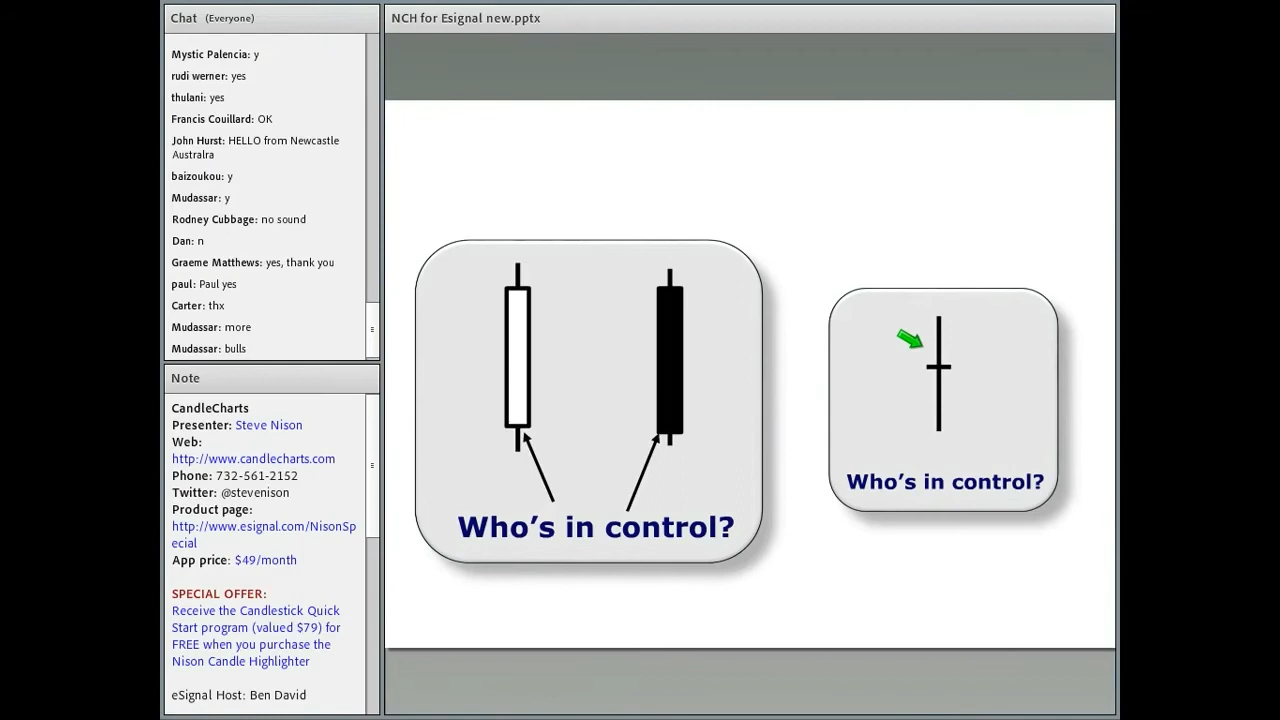 Chat (Everyone)
Mystic Palencia: y
rudi werner: yes
thulani: yes
Francis Couillard: OK
John Hurst: HELLO from Newcastle
Australra
baizoukou: y
Mudassar: y
Rodney Cubbage: no sound
Dan: n
Graeme Matthews: yes, thank you
paul: Paul yes
Carter: thx
Mudassar: more
Mudassar: bulls
Note
CandleCharts
Presenter: Steve Nison
Web:
http://www.candlecharts.com
Phone: 732-561-2152
Twitter: @stevenison
Product page:
http://www.esignal.com/NisonSp
ecial
App price: $49/month
SPECIAL OFFER:
Receive the Candlestick Quick
Start program (valued $79) for
FREE when you purchase the
Nison Candle Highlighter
eSignal Host: Ben David
NCH for Esignal new.pptx
Who's in control?
Who's in control?